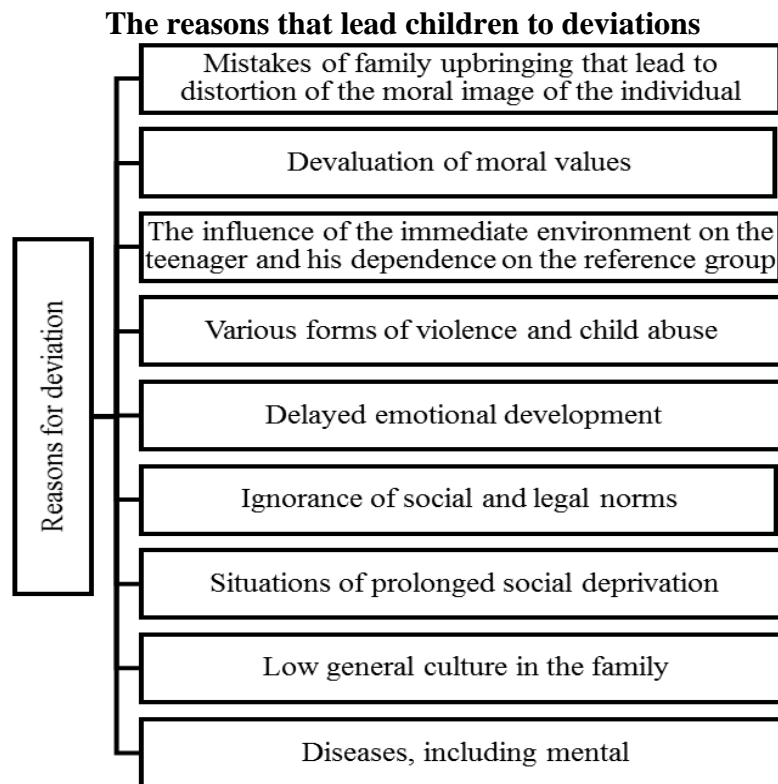 The reasons that lead children to deviations
Reasons for deviation
Mistakes of family upbringing that lead to
distortion of the moral image of the individual
Devaluation of moral values
The influence of the immediate environment on the
teenager and his dependence on the reference group
Various forms of violence and child abuse
Delayed emotional development
Ignorance of social and legal norms
Situations of prolonged social deprivation
Low general culture in the family
Diseases, including mental